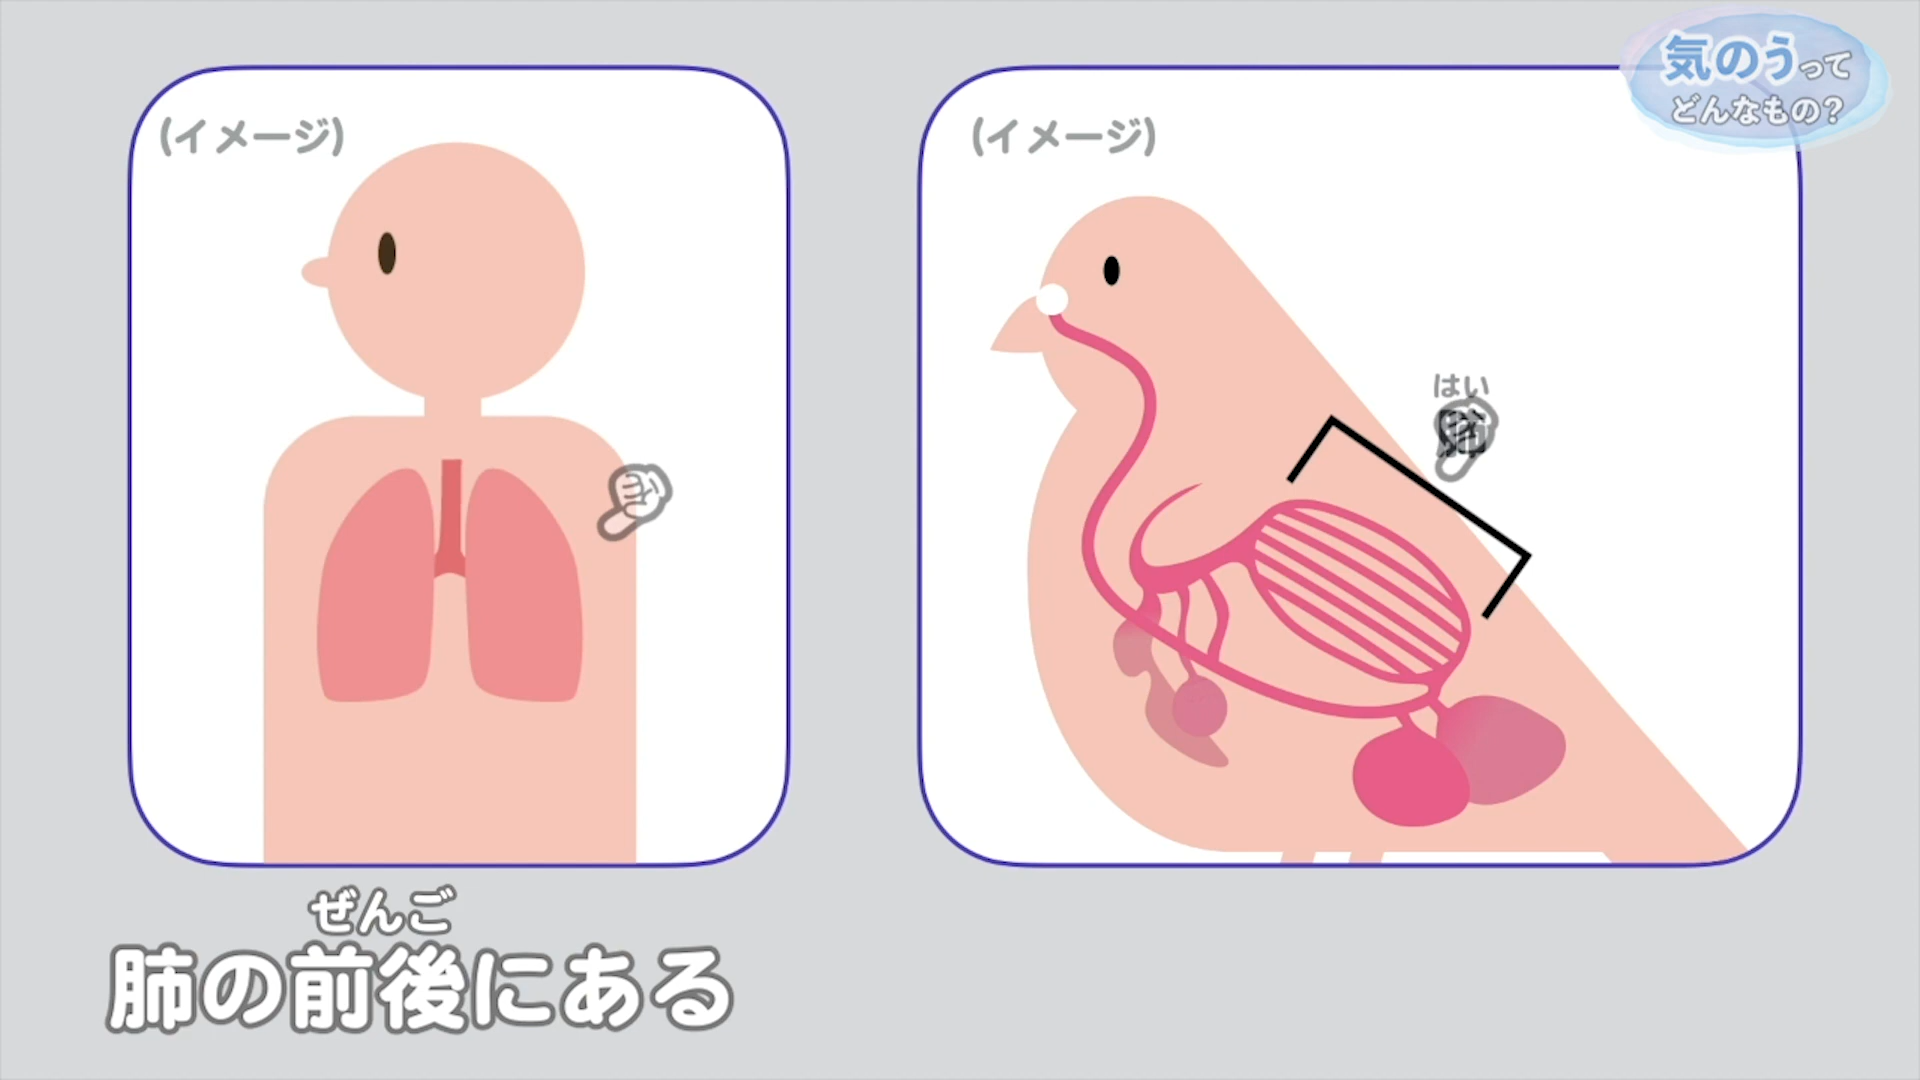 気のうって
どんなもの?
(イメージ)
(イメージ)
はい
肺
ぜんご
肺の前後にある